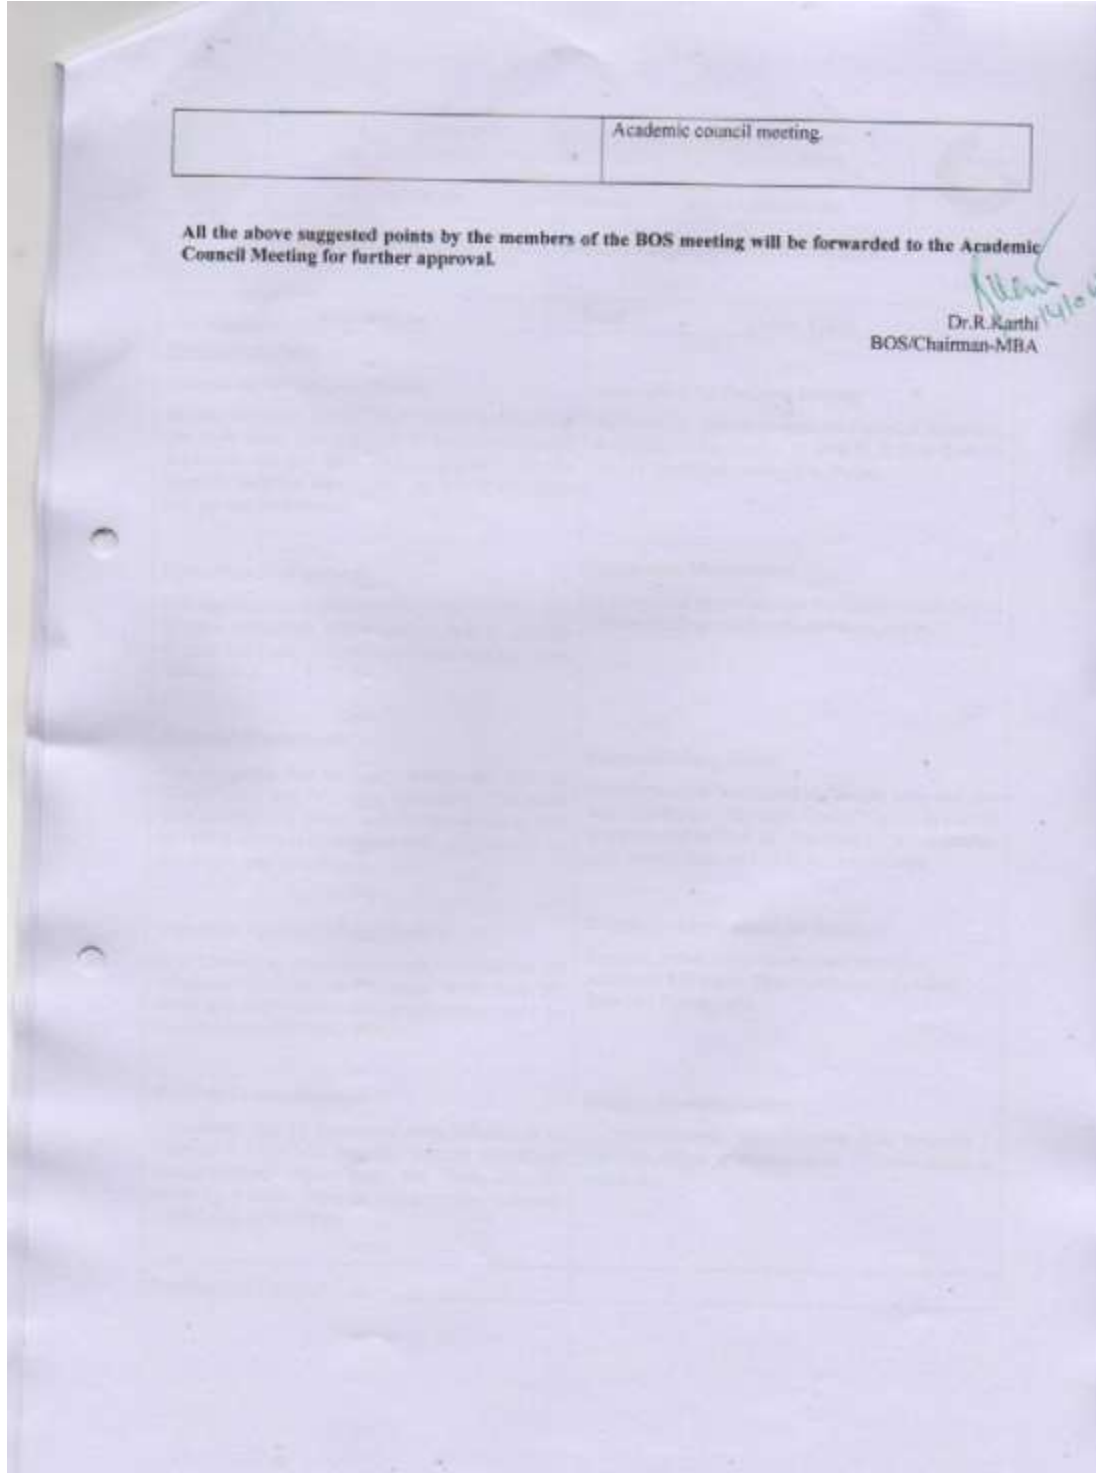 Academic council meeting.
All the above suggested points by the members of the BOS meeting will be forwarded to the Academic
Council Meeting for further approval.
Dr.R.Karthi
BOS/Chairman-MBA